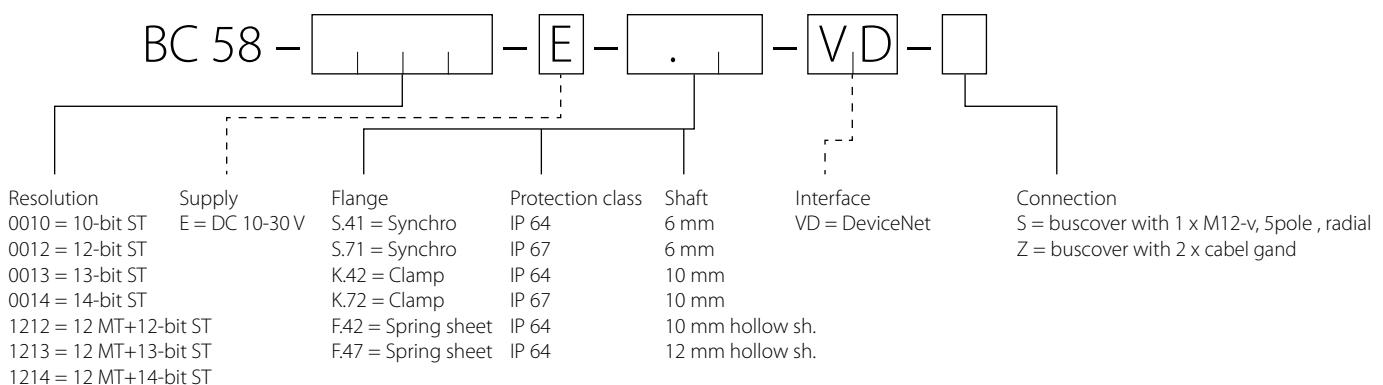 BC 58 – – E – . – VD –
Resolution Supply Flange Protection class Shaft Interface Connection
0010 = 10-bit ST E = DC 10-30 V S.41 = Synchro IP 64 6 mm VD = DeviceNet S = buscover with 1 x M12-v, 5pole , radial
0012 = 12-bit ST S.71 = Synchro IP 67 6 mm Z = buscover with 2 x cabel gand
0013 = 13-bit ST K.42 = Clamp IP 64 10 mm
0014 = 14-bit ST K.72 = Clamp IP 67 10 mm
1212 = 12 MT+12-bit ST F.42 = Spring sheet IP 64 10 mm hollow sh.
1213 = 12 MT+13-bit ST F.47 = Spring sheet IP 64 12 mm hollow sh.
1214 = 12 MT+14-bit ST